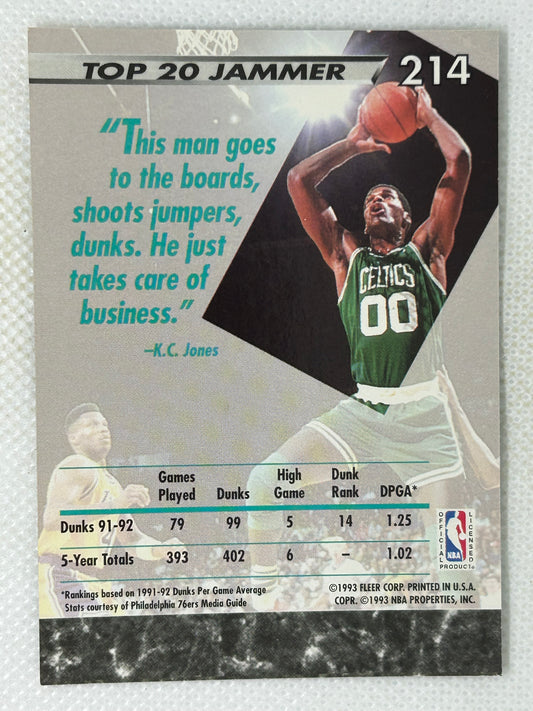 TOP 20 JAMMER 214
"This man goes
to the boards,
shoots jumpers,
dunks. He just
takes care of
business."
–K.C. Jones
CELTICS
00
Games Played Dunks High Game Dunk Rank DPGA*
Dunks 91-92 79 99 5 14 1.25
5-Year Totals 393 402 6 – 1.02
OFFICIAL LICENSED
NBA
PRODUCT
*Rankings based on 1991-92 Dunks Per Game Average
Stats courtesy of Philadelphia 76ers Media Guide
©1993 FLEER CORP. PRINTED IN U.S.A.
COPR. ©1993 NBA PROPERTIES, INC.